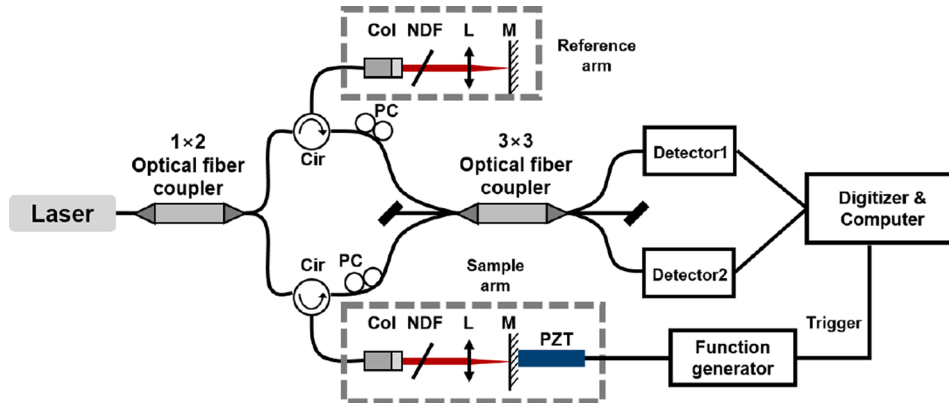 Col NDF L M
Reference
arm
PC
1×2
Optical fiber
coupler
Cir
3×3
Optical fiber
coupler
Detector1
Laser
Digitizer &
Computer
Cir
PC
Sample
arm
Detector2
Col NDF L M
PZT
Trigger
Function
generator